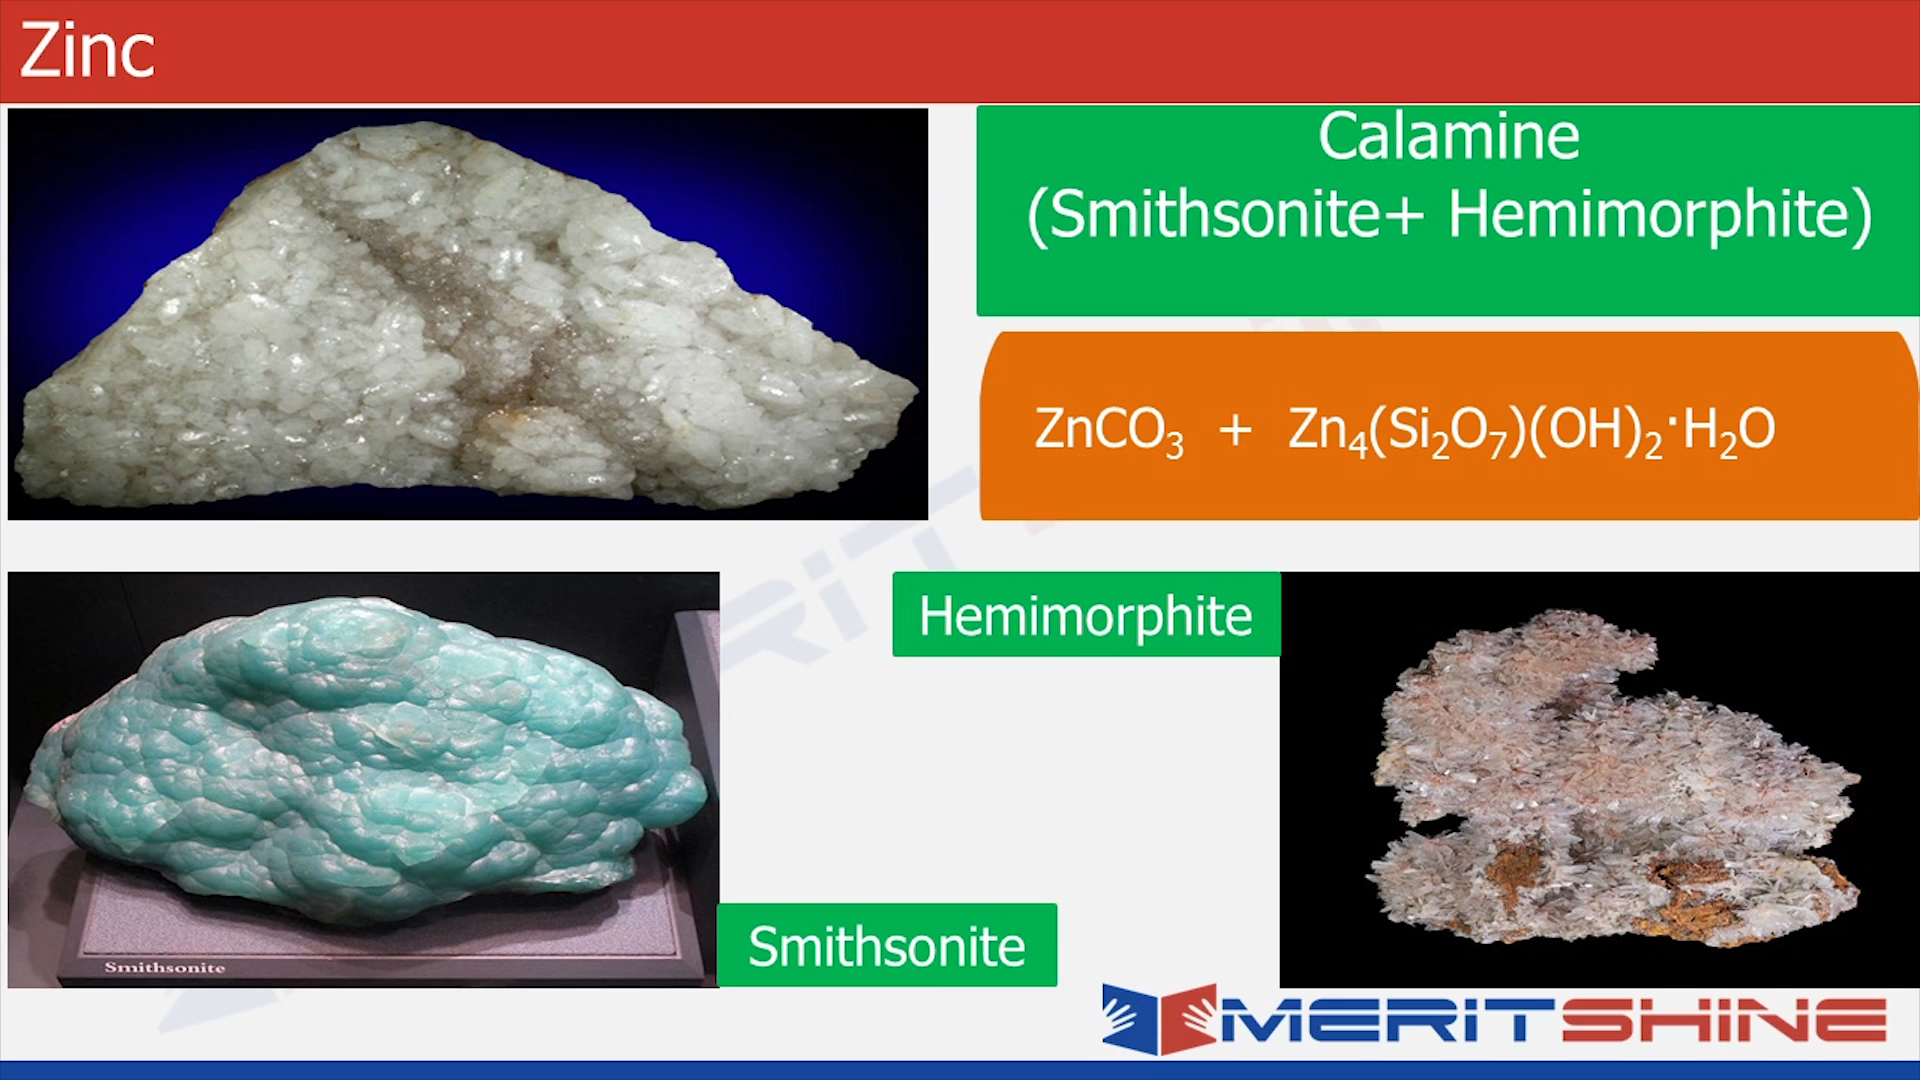 Zinc
Calamine
(Smithsonite+ Hemimorphite)
ZnCO₃ + Zn₄(Si₂O₇)(OH)₂·H₂O
Hemimorphite
Smithsonite
Smithsonite
MERITSHINE